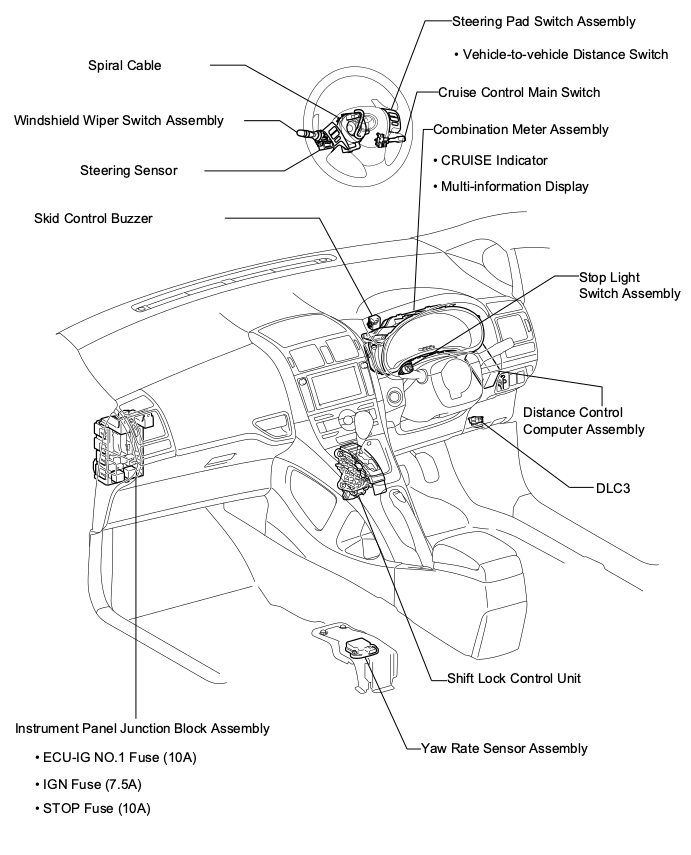 Steering Pad Switch Assembly
• Vehicle-to-vehicle Distance Switch
Spiral Cable
Cruise Control Main Switch
Windshield Wiper Switch Assembly
Combination Meter Assembly
• CRUISE Indicator
Steering Sensor
• Multi-information Display
Skid Control Buzzer
Stop Light
Switch Assembly
Distance Control
Computer Assembly
DLC3
Shift Lock Control Unit
Instrument Panel Junction Block Assembly
Yaw Rate Sensor Assembly
• ECU-IG NO.1 Fuse (10A)
• IGN Fuse (7.5A)
• STOP Fuse (10A)